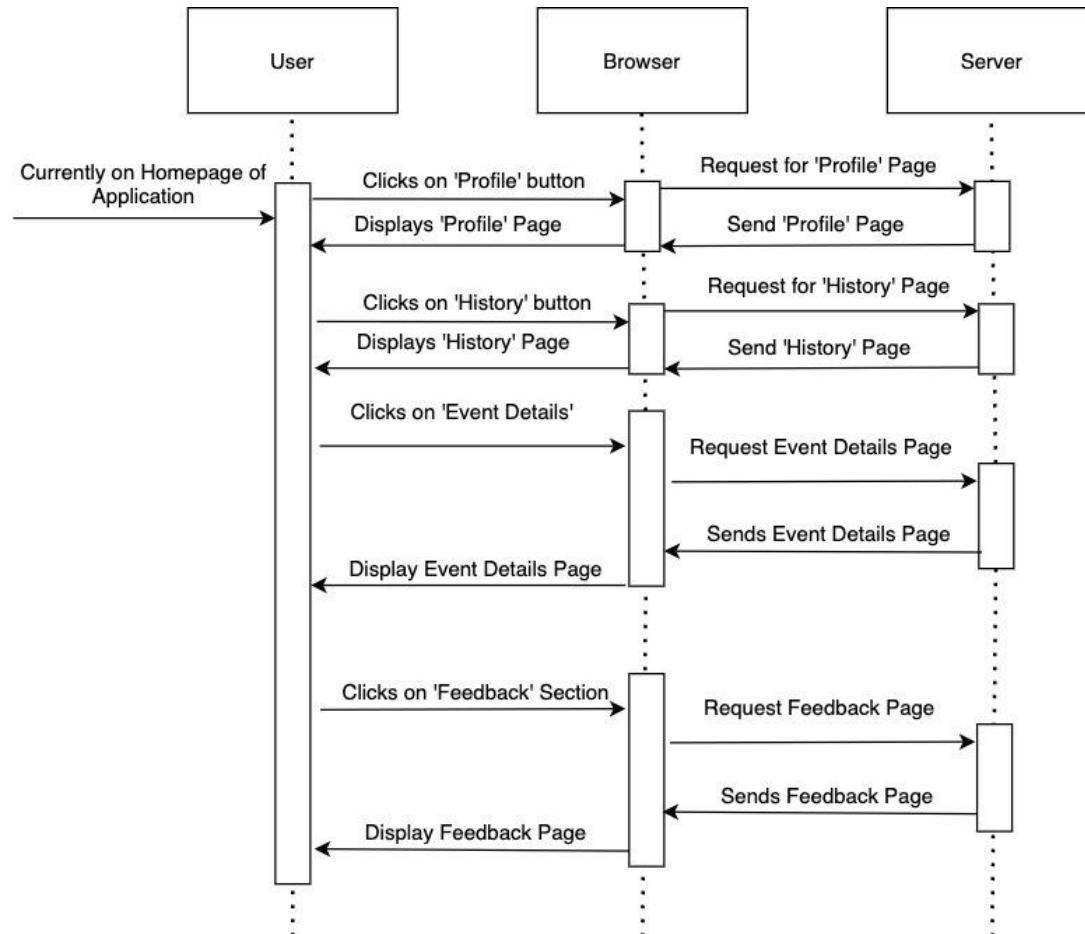 User
Browser
Server
Currently on Homepage of
Application
Clicks on 'Profile' button
Request for 'Profile' Page
Displays 'Profile' Page
Send 'Profile' Page
Clicks on 'History' button
Request for 'History' Page
Displays 'History' Page
Send 'History' Page
Clicks on 'Event Details'
Request Event Details Page
Sends Event Details Page
Display Event Details Page
Clicks on 'Feedback' Section
Request Feedback Page
Sends Feedback Page
Display Feedback Page